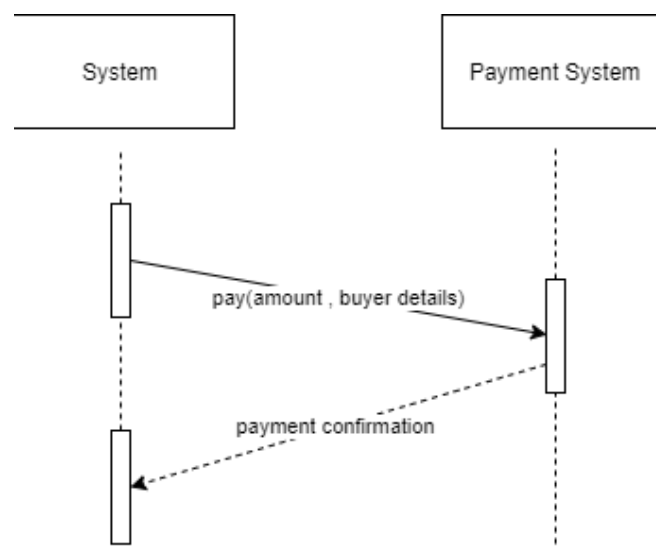 System
Payment System
pay(amount , buyer details)
payment confirmation